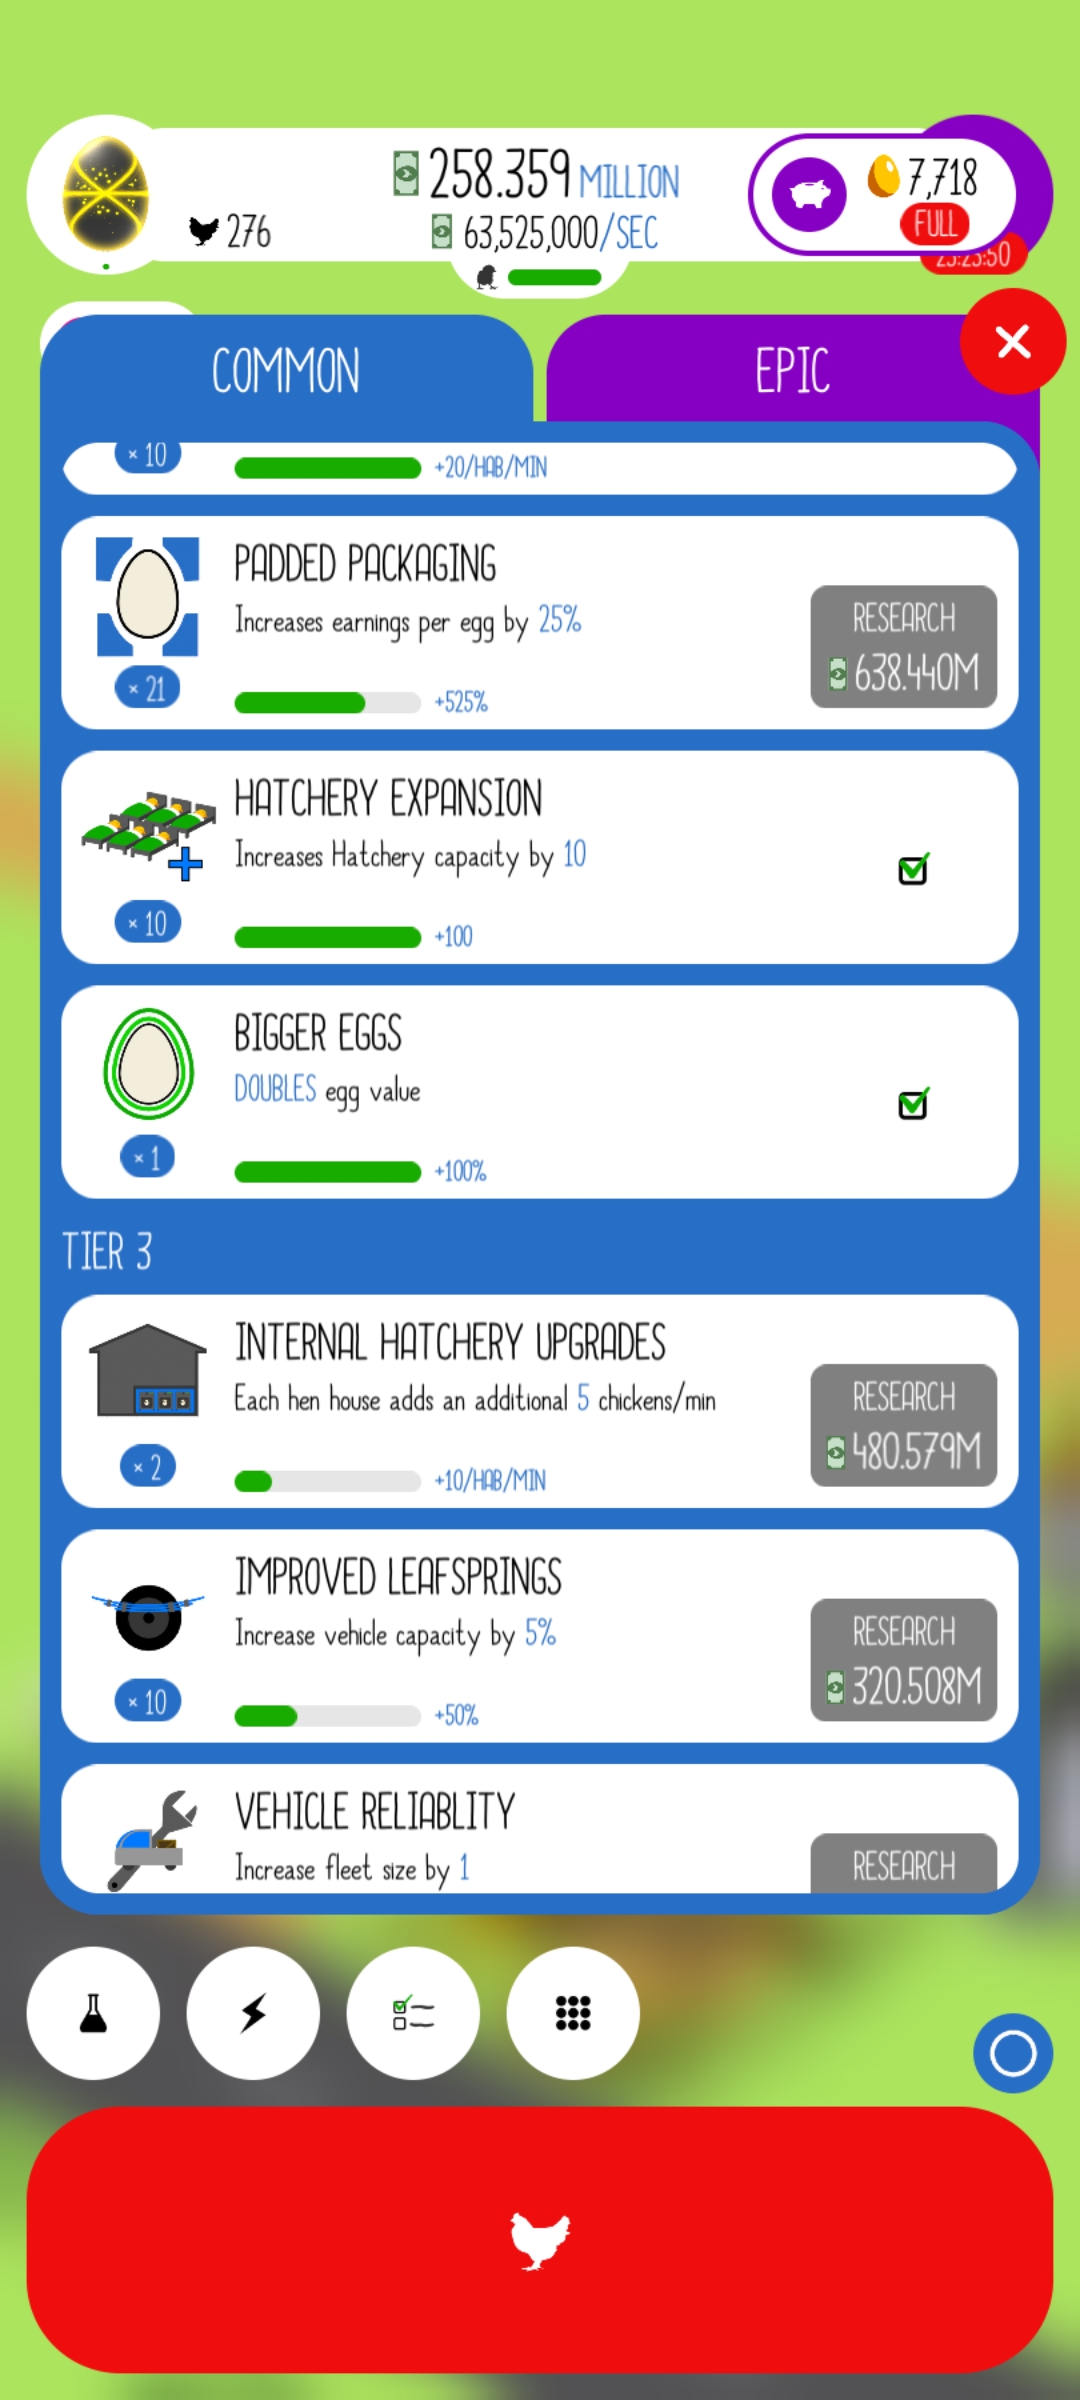 258.359 MILLION
7,718
276
63,525,000/SEC
FULL
23:23:50
COMMON
EPIC
× 10
+20/HAB/MIN
PADDED PACKAGING
Increases earnings per egg by 25%
RESEARCH
638.440M
× 21
+525%
HATCHERY EXPANSION
Increases Hatchery capacity by 10
× 10
+100
BIGGER EGGS
DOUBLES egg value
× 1
+100%
TIER 3
INTERNAL HATCHERY UPGRADES
Each hen house adds an additional 5 chickens/min
RESEARCH
480.579M
× 2
+10/HAB/MIN
IMPROVED LEAFSPRINGS
Increase vehicle capacity by 5%
RESEARCH
320.508M
× 10
+50%
VEHICLE RELIABLITY
Increase fleet size by 1
RESEARCH